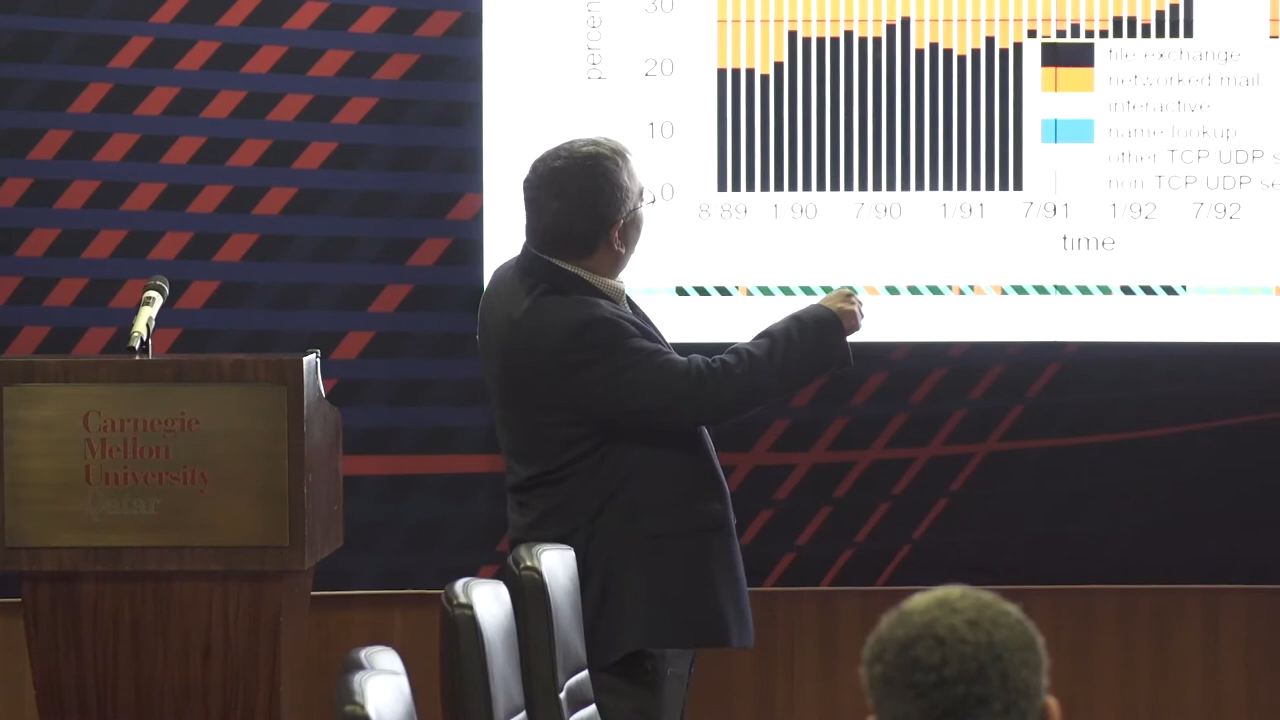 30
percen
20
10
0
file exchange
networked mail
interactive
name lookup
other TCP UDP se
non TCP UDP se
8 89 1 90 7/90 1/91 7/91 1/92 7/92
time
Carnegie
Mellon
University
Qatar